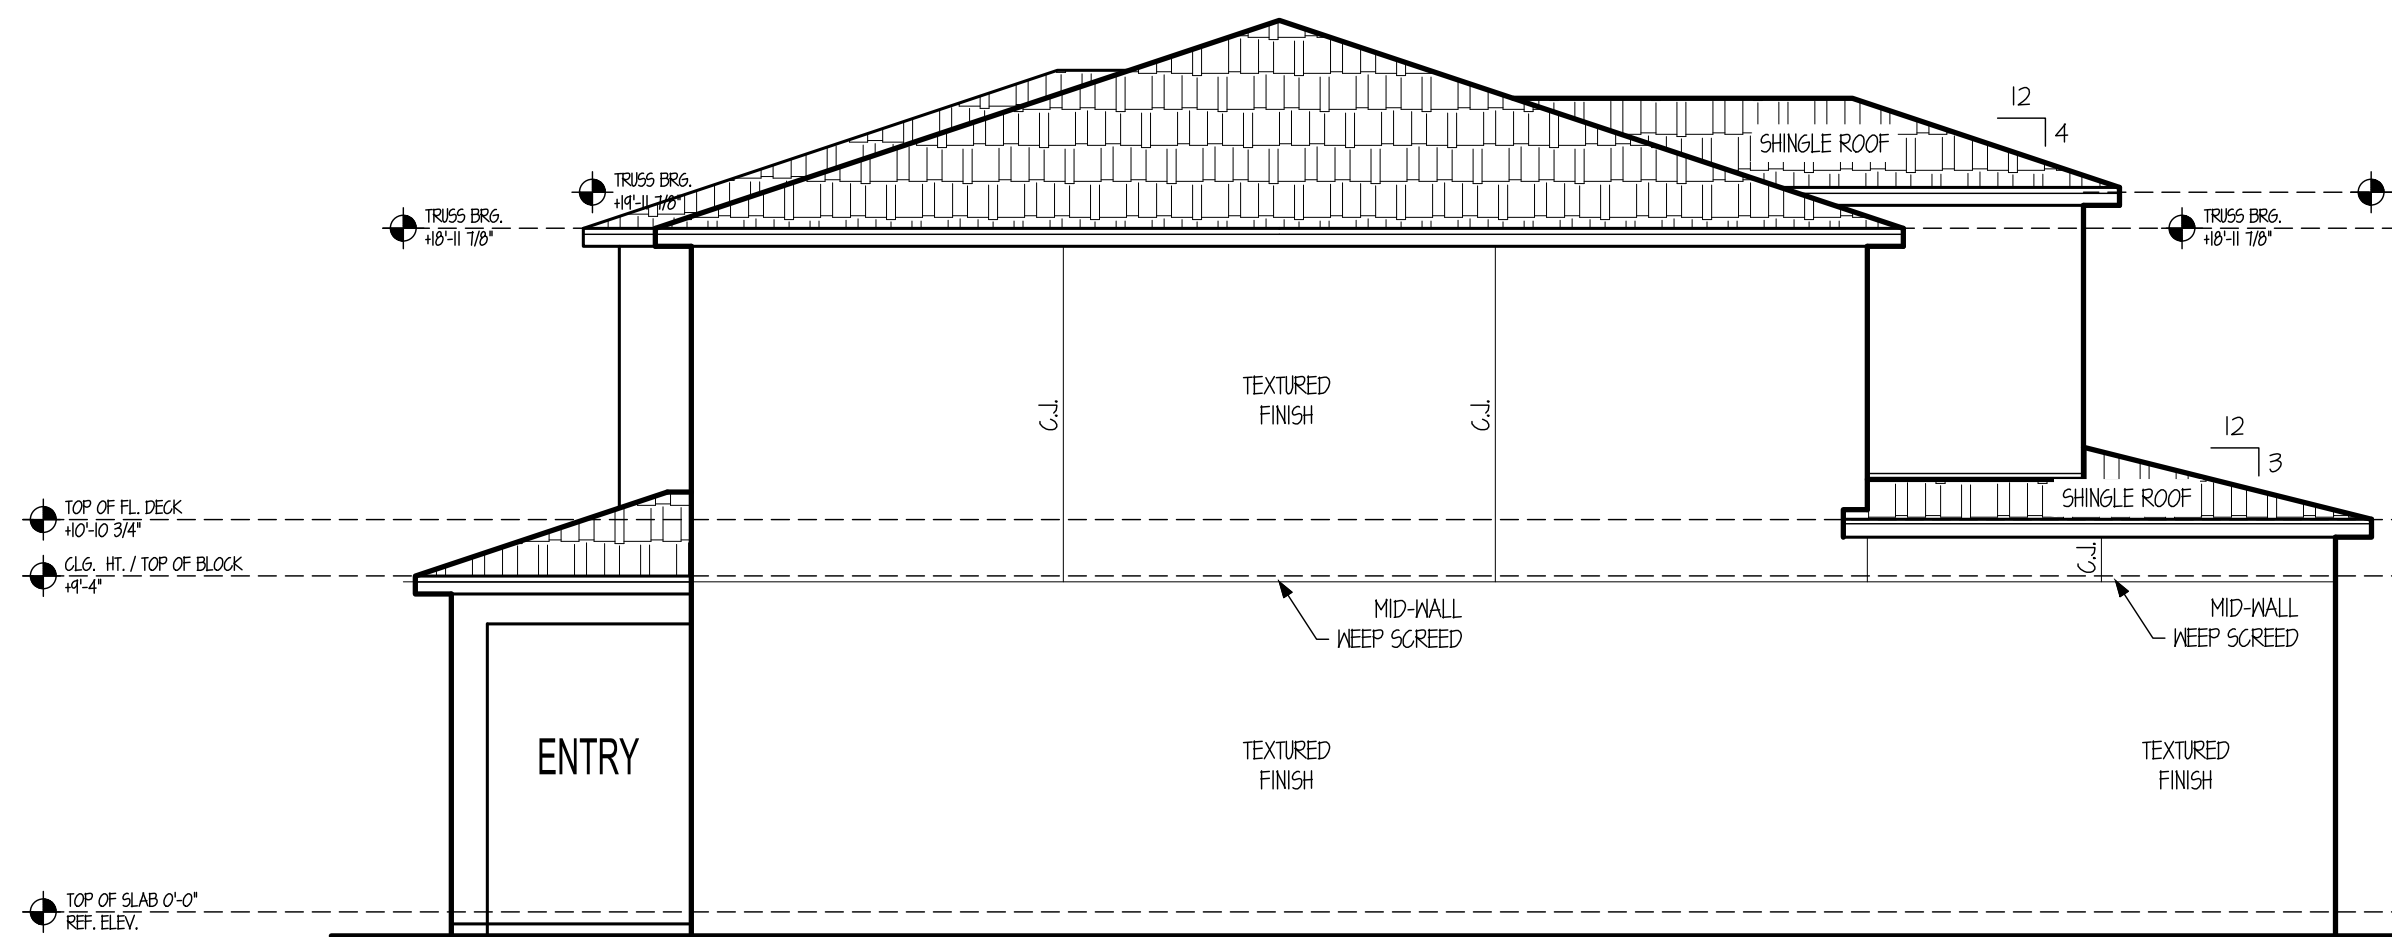 12
4
SHINGLE ROOF
TRUSS BRG.
+19'-11 7/8"
TRUSS BRG.
+18'-11 7/8"
TRUSS BRG.
+18'-11 7/8"
TEXTURED
FINISH
C.J.
C.J.
12
3
SHINGLE ROOF
TOP OF FL. DECK
+10'-10 3/4"
CLG. HT. / TOP OF BLOCK
+9'-4"
C.J.
MID-WALL
WEEP SCREED
MID-WALL
WEEP SCREED
ENTRY
TEXTURED
FINISH
TEXTURED
FINISH
TOP OF SLAB 0'-0"
REF. ELEV.